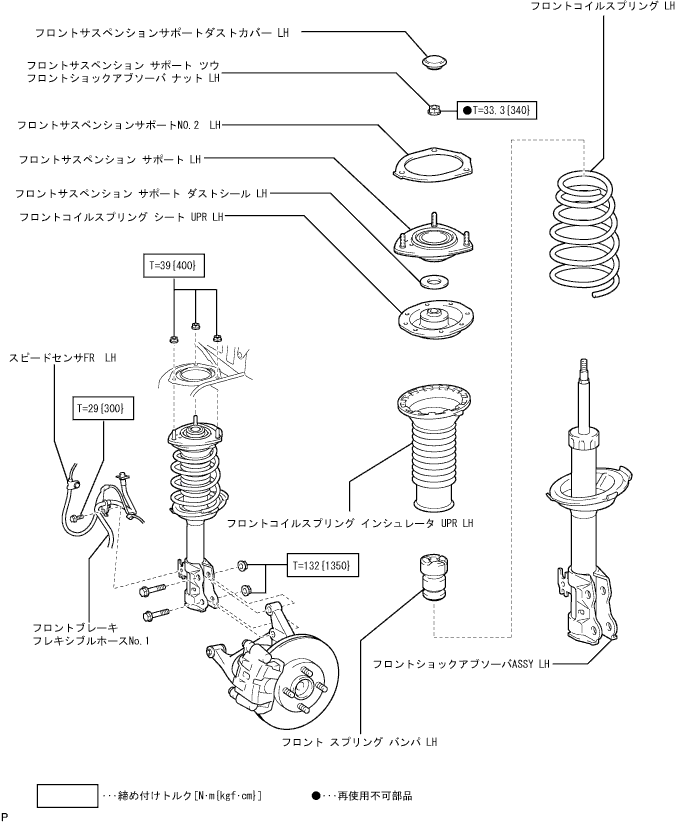 フロントコイルスプリング LH
フロントサスペンションサポートダストカバー LH
フロントサスペンション サポート ツウ
フロントショックアブソーバ ナット LH
●T=33.3{340}
フロントサスペンションサポートNO.2 LH
フロントサスペンション サポート LH
フロントサスペンション サポート ダストシール LH
フロントコイルスプリング シート UPR LH
T=39{400}
スピードセンサFR LH
T=29{300}
フロントコイルスプリング インシュレータ UPR LH
T=132{1350}
フロントブレーキ
フレキシブルホースNo.1
フロントショックアブソーバASSY LH
フロント スプリング バンパ LH
･･･締め付けトルク[N･m{kgf･cm}]
●･･･再使用不可部品
P